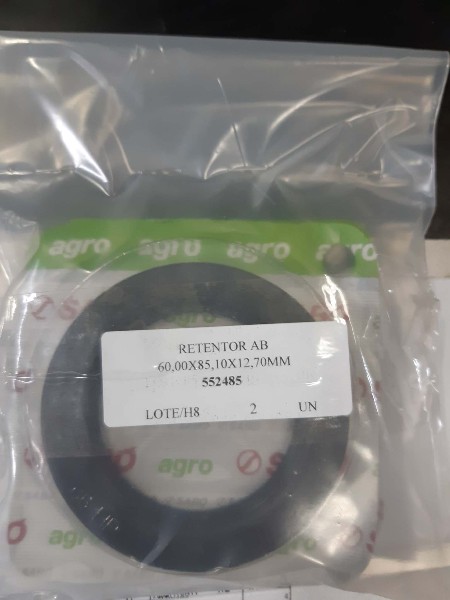 agro agro agro agro
RETENTOR AB
60,00X85,10X12,70MM
552485
LOTE/H8 2 UN
agro
agro